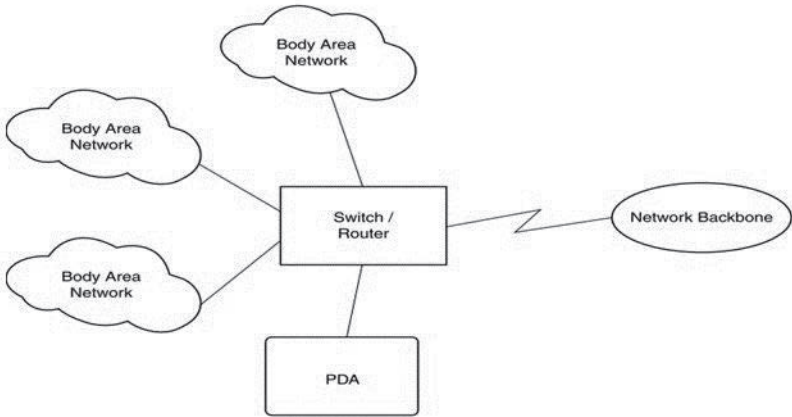 Body Area
Network
Body Area
Network
Switch /
Router
Network Backbone
Body Area
Network
PDA